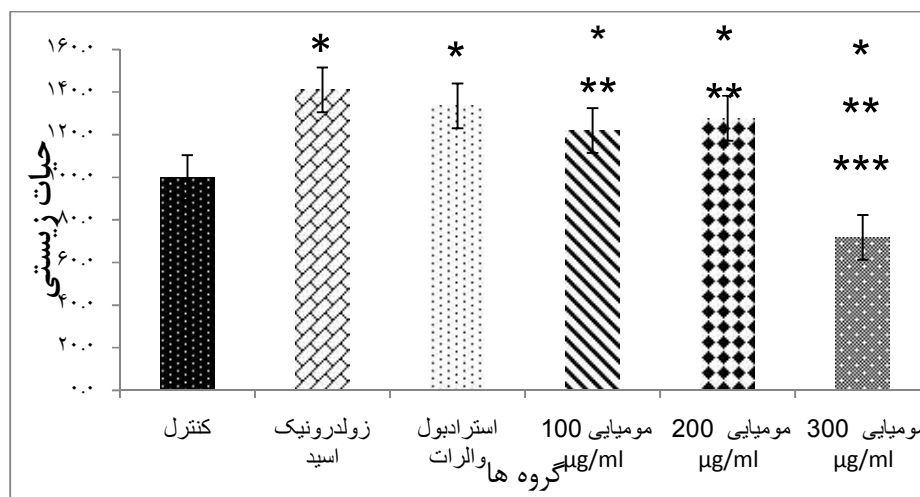 حیات زیستی
۱۶۰.۰
۱۴۰.۰
۱۲۰.۰
۱۰۰.۰
۸۰.۰
۶۰.۰
۴۰.۰
۲۰.۰
۰.۰
*
*
*
**
*
**
*
**
***
کنترل
زولدرونیک
اسید
استرادبول
والرات
مومیایی 100
µg/ml
مومیایی 200
µg/ml
مومیایی 300
µg/ml
گروه ها